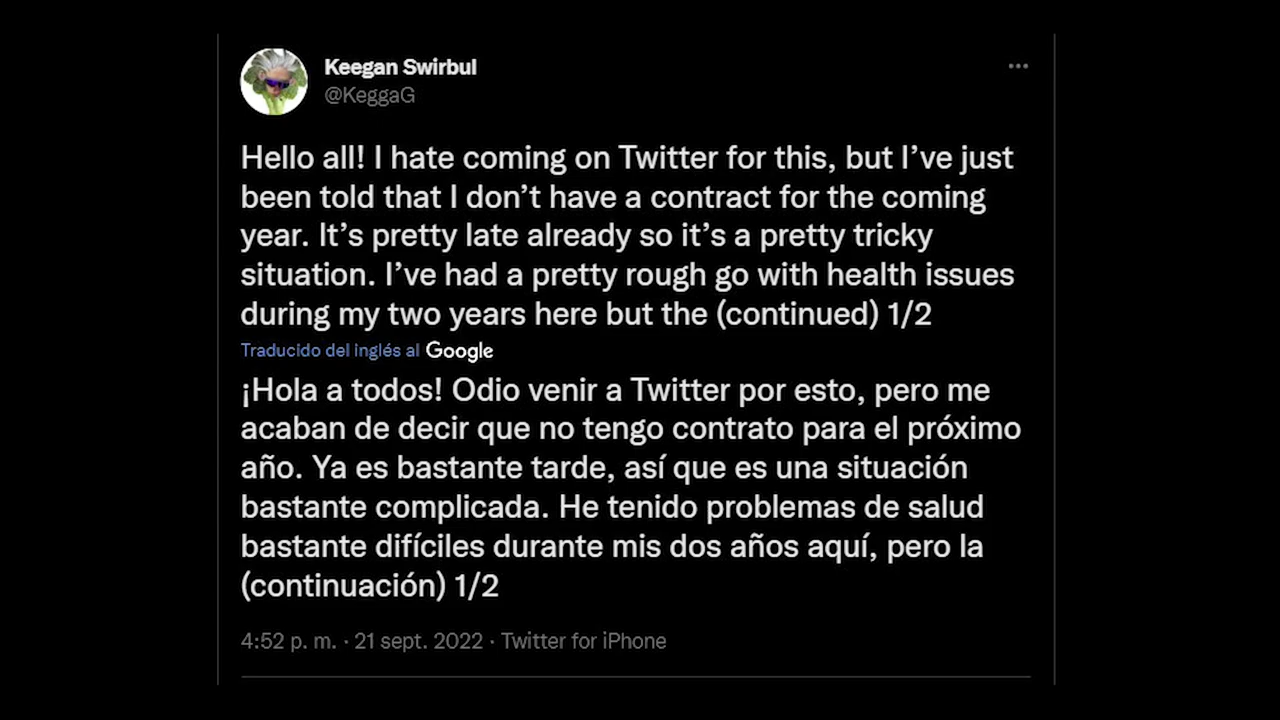 Keegan Swirbul
@KeggaG
Hello all! I hate coming on Twitter for this, but I’ve just
been told that I don’t have a contract for the coming
year. It’s pretty late already so it’s a pretty tricky
situation. I’ve had a pretty rough go with health issues
during my two years here but the (continued) 1/2
Traducido del inglés al Google
¡Hola a todos! Odio venir a Twitter por esto, pero me
acaban de decir que no tengo contrato para el próximo
año. Ya es bastante tarde, así que es una situación
bastante complicada. He tenido problemas de salud
bastante difíciles durante mis dos años aquí, pero la
(continuación) 1/2
4:52 p. m. · 21 sept. 2022 · Twitter for iPhone